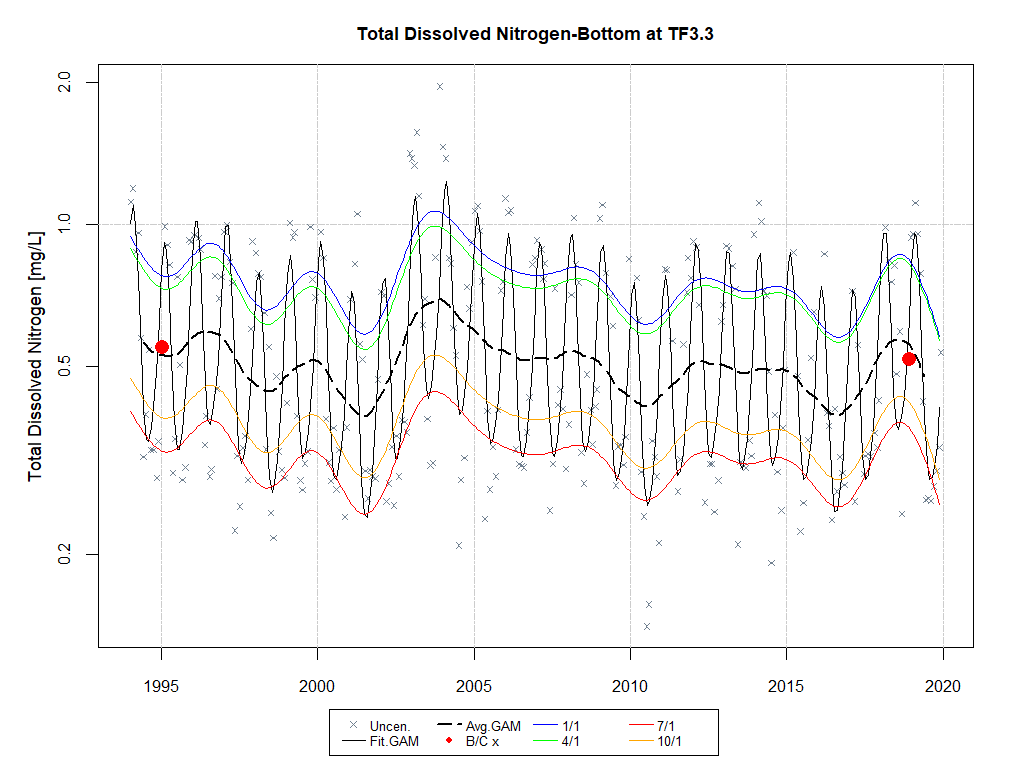 Total Dissolved Nitrogen-Bottom at TF3.3
Total Dissolved Nitrogen [mg/L]
2.0
1.0
0.5
0.2
1995 2000 2005 2010 2015 2020
Uncen. Avg.GAM 1/1 7/1
Fit.GAM B/C x 4/1 10/1